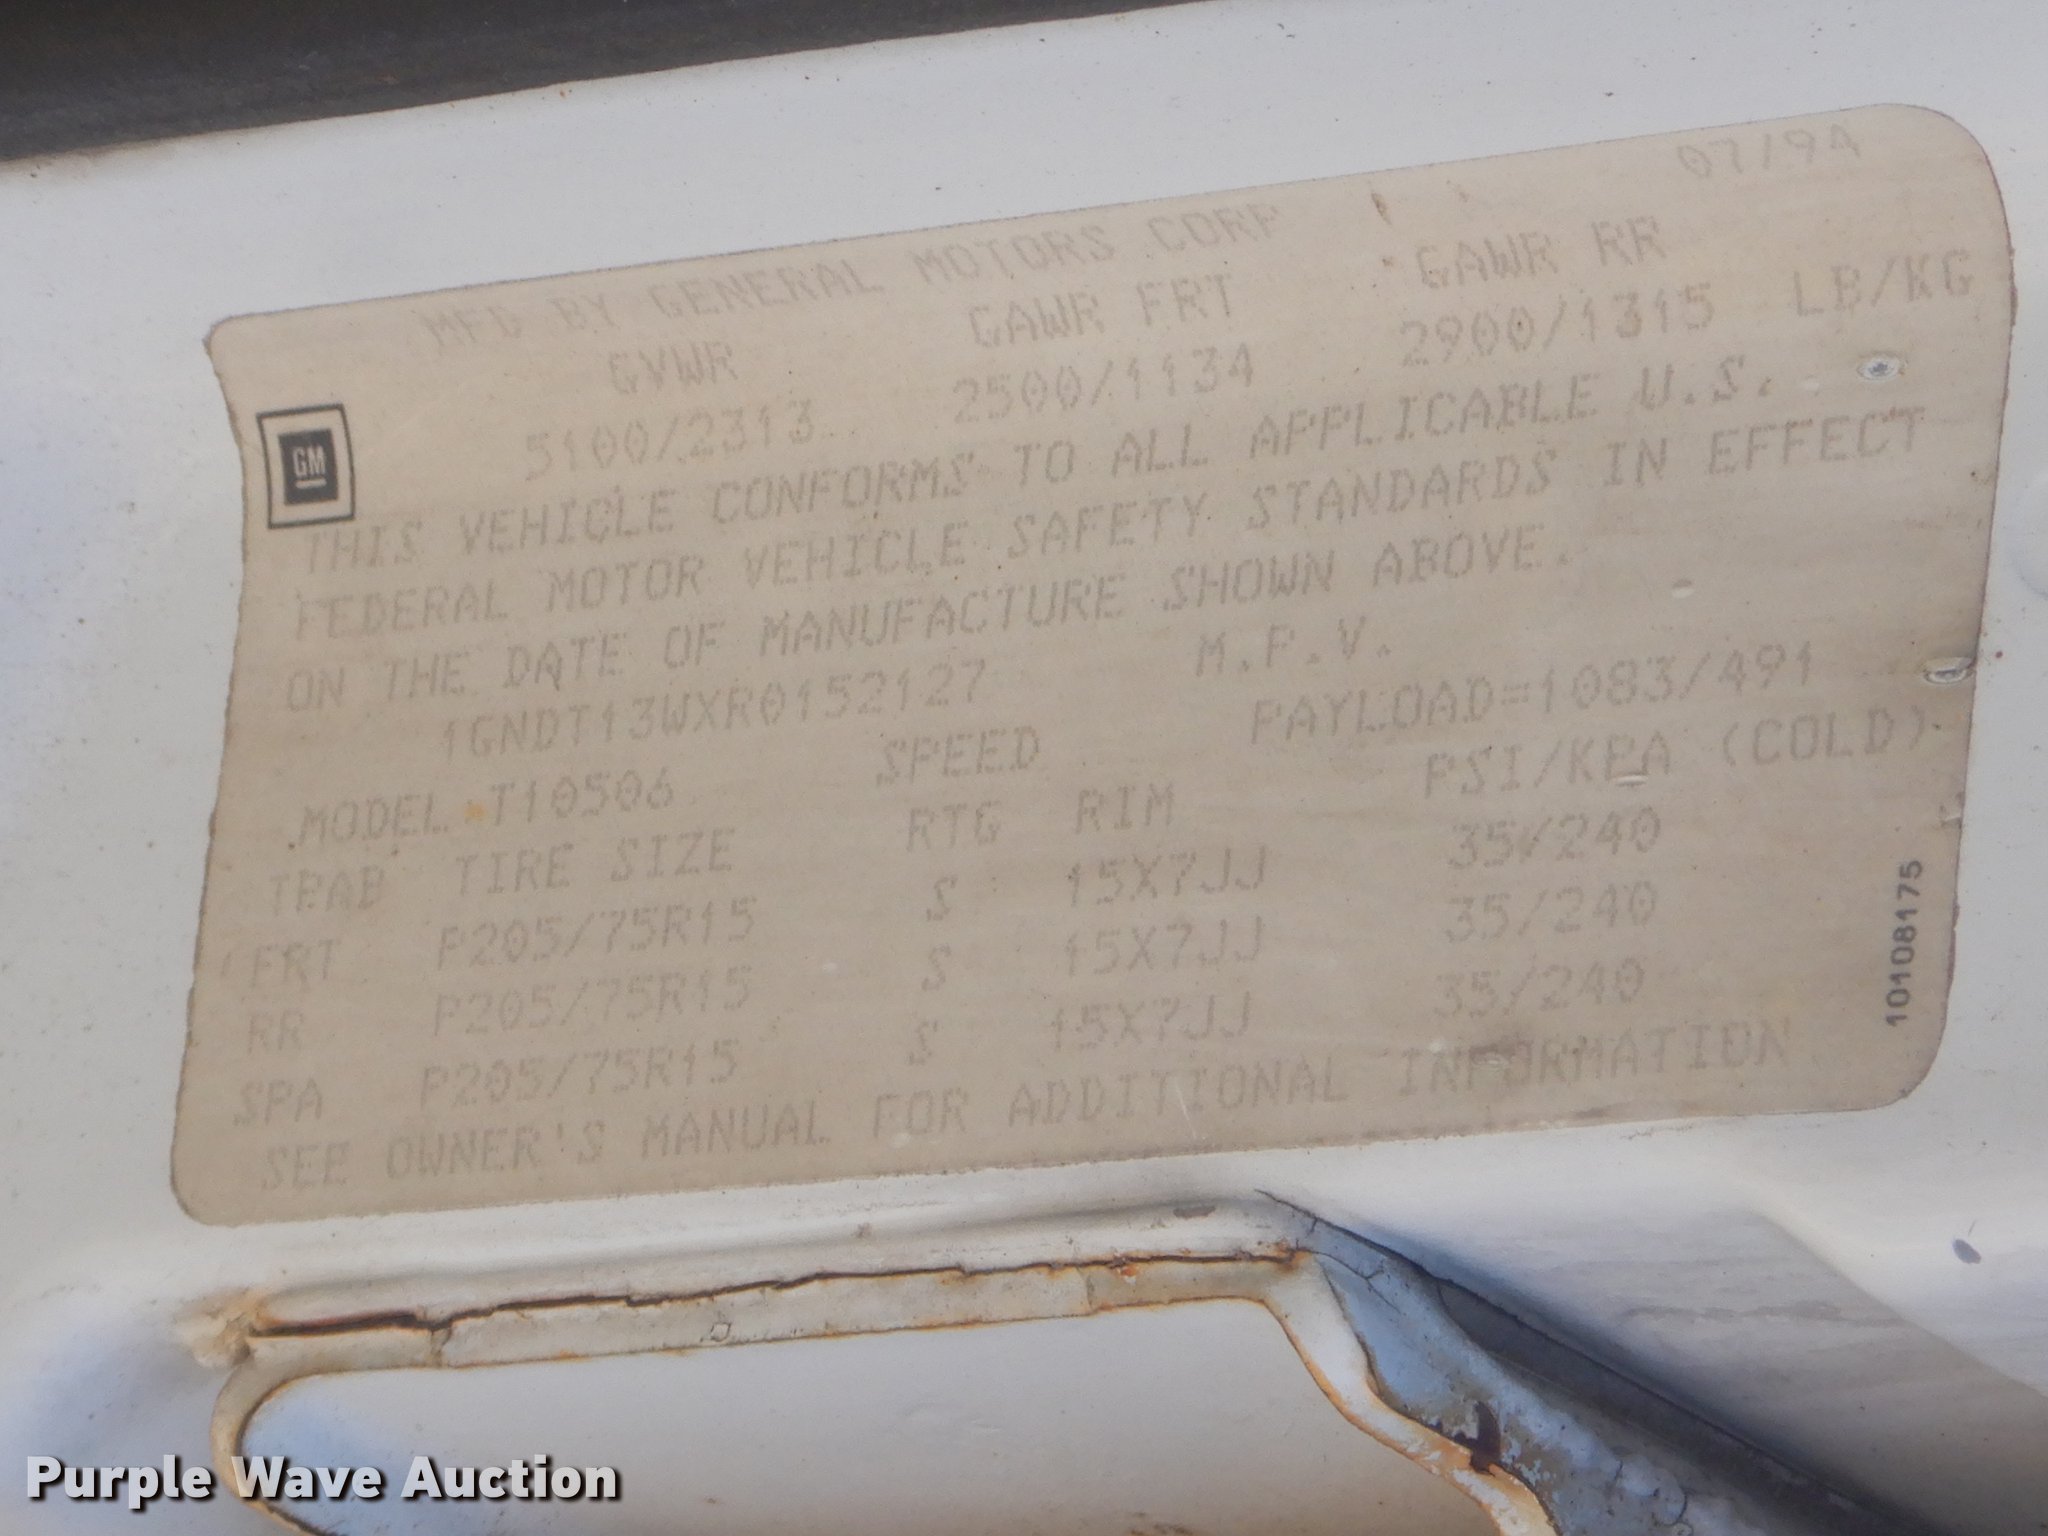 07/94
MFD BY GENERAL MOTORS CORP
GVWR GAWR FRT GAWR RR
5100/2313 2500/1134 2900/1315 LB/KG
GM
THIS VEHICLE CONFORMS TO ALL APPLICABLE U.S.
FEDERAL MOTOR VEHICLE SAFETY STANDARDS IN EFFECT
ON THE DATE OF MANUFACTURE SHOWN ABOVE.
1GNDT13WXR0152127 M.P.V.
MODEL T10506 SPEED PAYLOAD=1083/491
TIRE SIZE RTG RIM PSI/KPA (COLD)
FRT P205/75R15 S 15X7JJ 35/240
RR P205/75R15 S 15X7JJ 35/240
SPA P205/75R15 S 15X7JJ 35/240
SEE OWNER'S MANUAL FOR ADDITIONAL INFORMATION
10108175
Purple Wave Auction